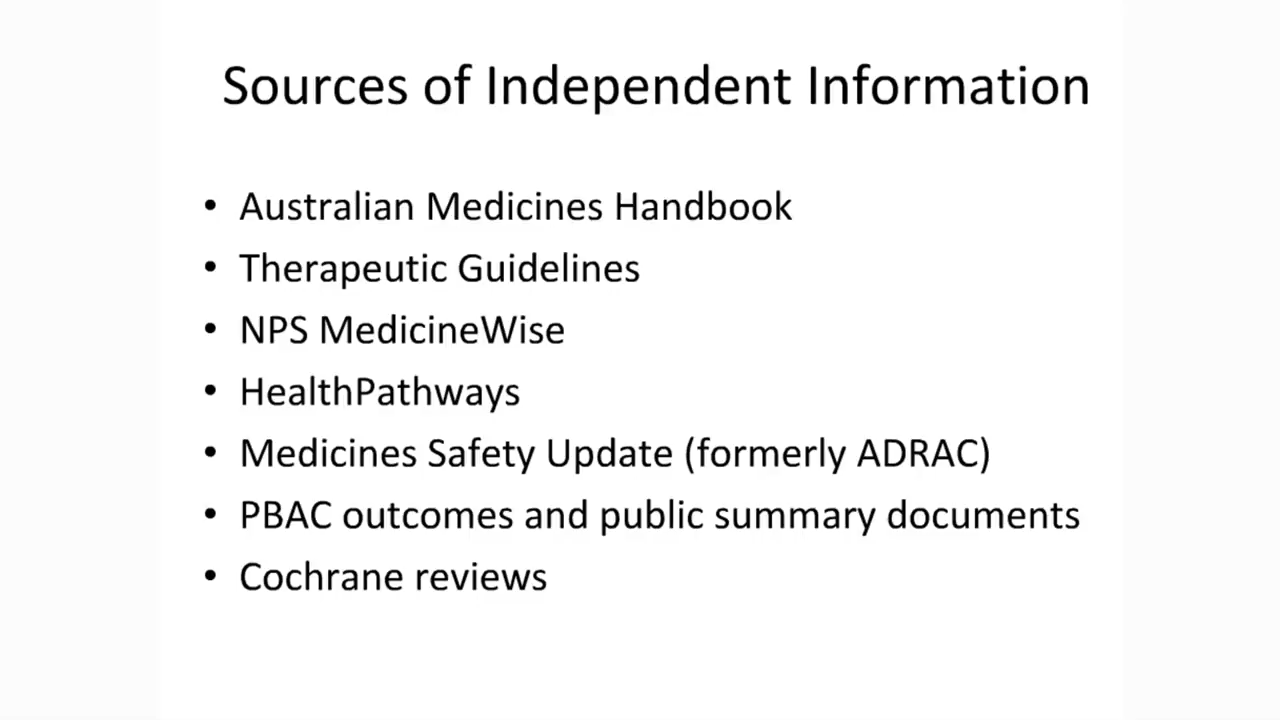 Sources of Independent Information
• Australian Medicines Handbook
• Therapeutic Guidelines
• NPS MedicineWise
• HealthPathways
• Medicines Safety Update (formerly ADRAC)
• PBAC outcomes and public summary documents
• Cochrane reviews